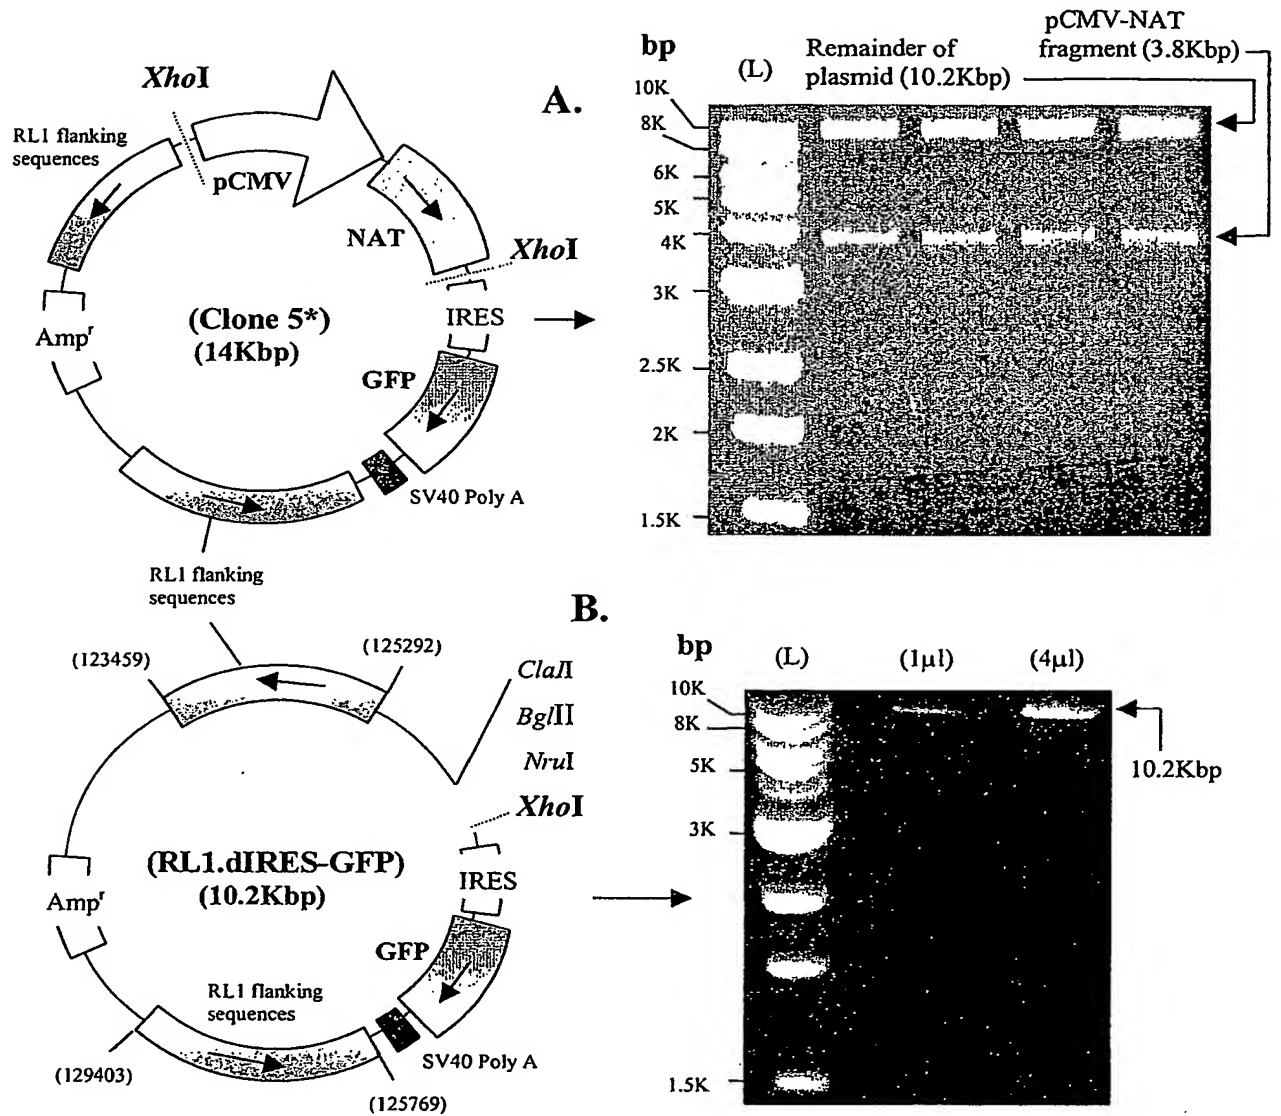 A.
XhoI
RL1 flanking
sequences
pCMV
NAT
XhoI
(Clone 5*)
(14Kbp)
IRES
Ampr
GFP
SV40 Poly A
RL1 flanking
sequences
bp
(L)
Remainder of
plasmid (10.2Kbp)
pCMV-NAT
fragment (3.8Kbp)
10K
8K
6K
5K
4K
3K
2.5K
2K
1.5K
B.
(123459)
(125292)
ClaI
BglII
NruI
XhoI
(RL1.dIRES-GFP)
(10.2Kbp)
IRES
Ampr
GFP
RL1 flanking
sequences
SV40 Poly A
(129403)
(125769)
bp
(L)
(1µl)
(4µl)
10K
8K
5K
3K
1.5K
10.2Kbp